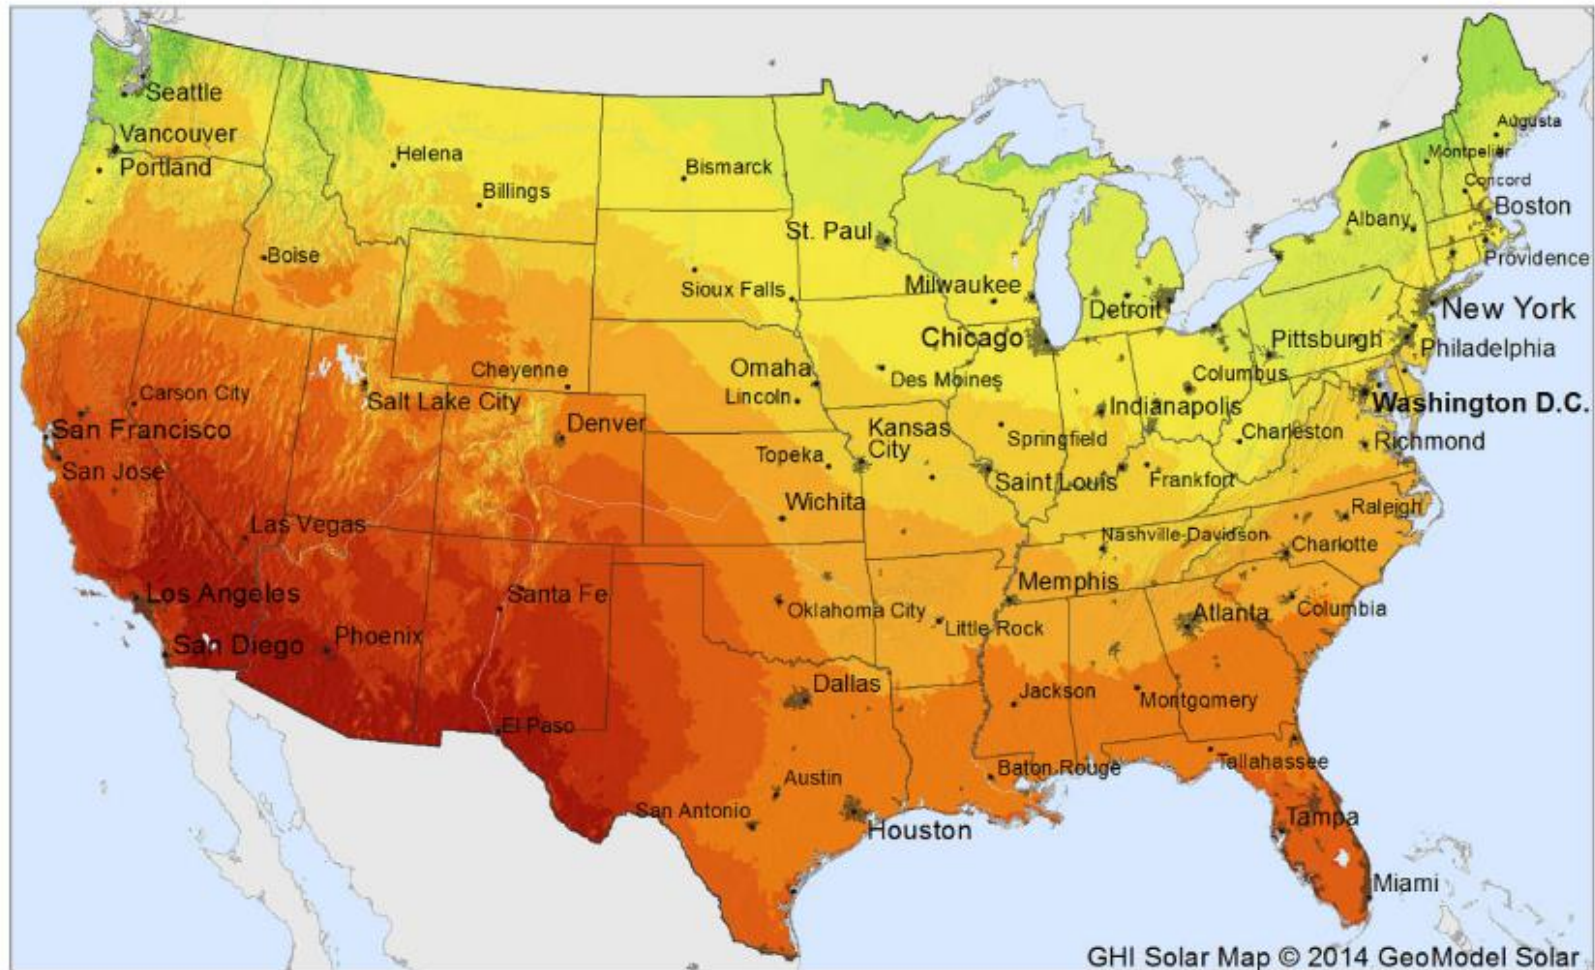 Seattle
Vancouver
Portland
Helena
Billings
Bismarck
Augusta
Montpelier
Concord
Boston
Albany
Providence
St. Paul
Boise
Sioux Falls
Milwaukee
Detroit
New York
Chicago
Pittsburgh
Philadelphia
Cheyenne
Omaha
Des Moines
Columbus
Lincoln
Carson City
Salt Lake City
Indianapolis
Washington D.C.
San Francisco
Denver
Kansas
City
Springfield
Charleston
Richmond
San Jose
Topeka
Saint Louis
Frankfort
Wichita
Raleigh
Las Vegas
Nashville-Davidson
Charlotte
Los Angeles
Santa Fe
Memphis
Oklahoma City
Columbia
Atlanta
Little Rock
San Diego
Phoenix
Dallas
Jackson
Montgomery
El Paso
Baton Rouge
Tallahassee
Austin
San Antonio
Houston
Tampa
Miami
GHI Solar Map © 2014 GeoModel Solar